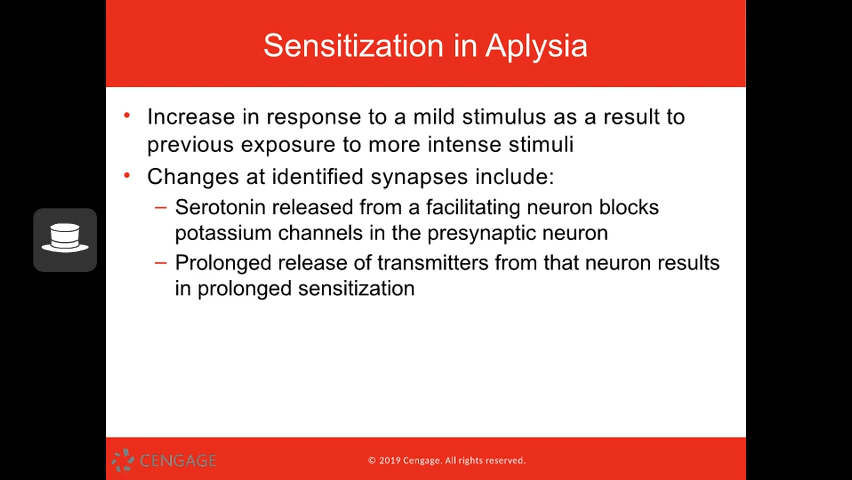 Sensitization in Aplysia
• Increase in response to a mild stimulus as a result to
previous exposure to more intense stimuli
• Changes at identified synapses include:
– Serotonin released from a facilitating neuron blocks
potassium channels in the presynaptic neuron
– Prolonged release of transmitters from that neuron results
in prolonged sensitization
CENGAGE
© 2019 Cengage. All rights reserved.